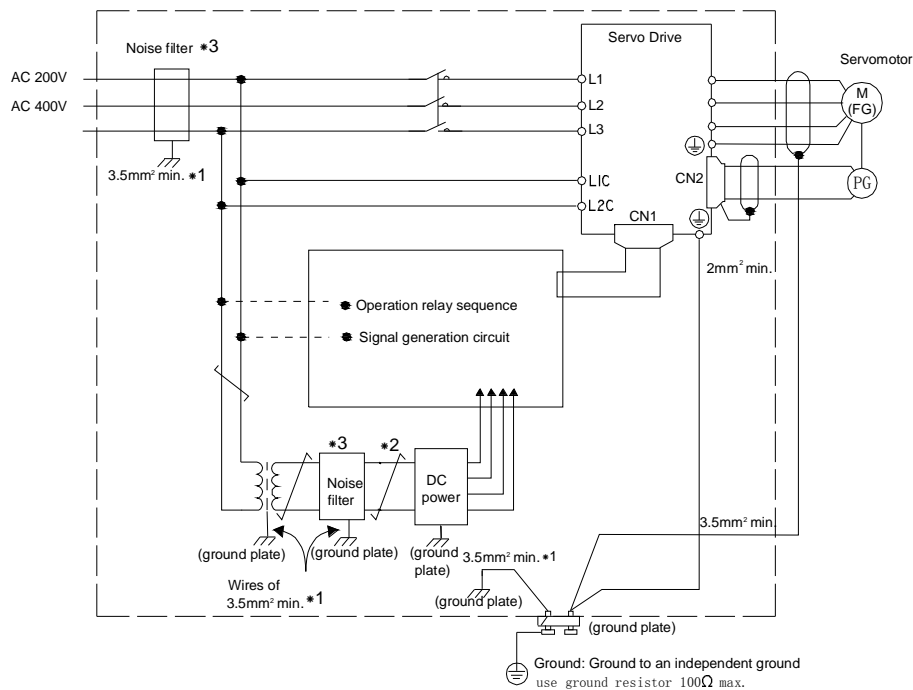 Servo Drive
Noise filter *3
Servomotor
AC 200V
L1
M
(FG)
AC 400V
L2
L3
3.5mm² min. *1
L1C
CN2
PG
L2C
CN1
2mm² min.
Operation relay sequence
Signal generation circuit
*3
*2
Noise
filter
DC
power
3.5mm² min.
(ground plate)
(ground plate)
(ground
plate)
3.5mm² min. *1
Wires of
3.5mm² min. *1
(ground plate)
(ground plate)
Ground: Ground to an independent ground
use ground resistor 100Ω max.